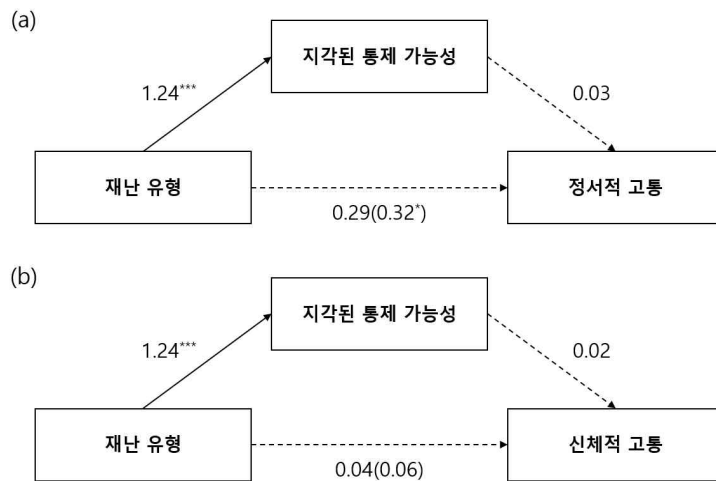 (a)
지각된 통제 가능성
1.24***
0.03
재난 유형
정서적 고통
0.29(0.32*)
(b)
지각된 통제 가능성
1.24***
0.02
재난 유형
신체적 고통
0.04(0.06)